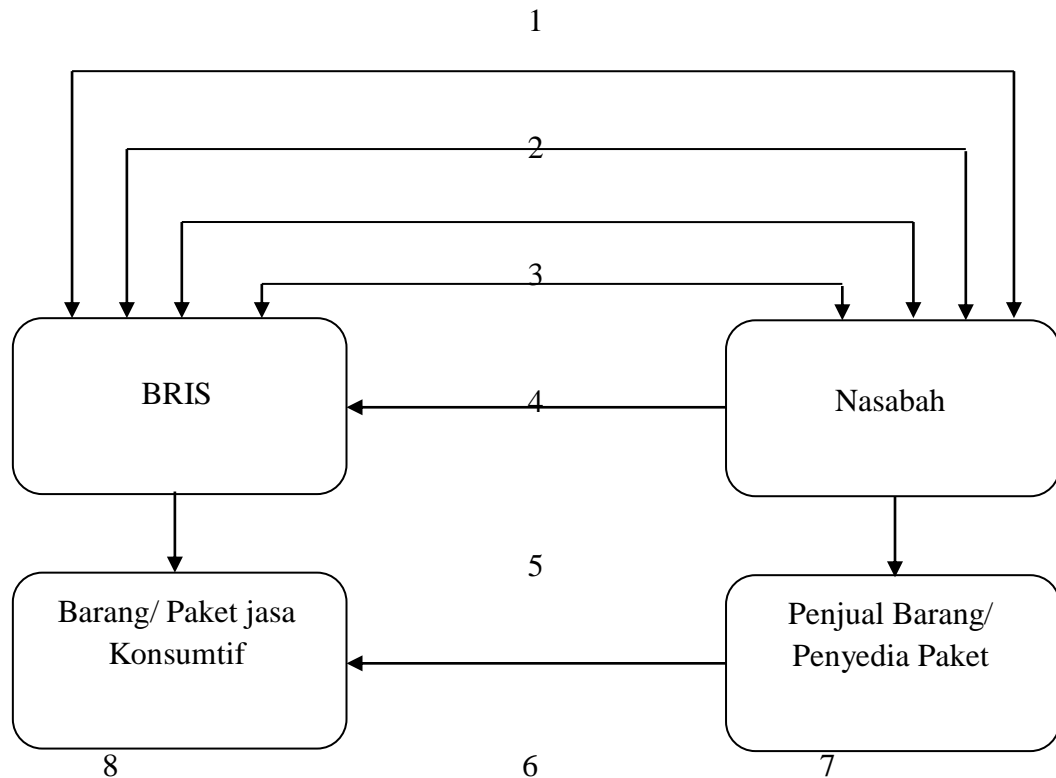 1
2
3
BRIS
Nasabah
4
5
Barang/ Paket jasa
Konsumtif
Penjual Barang/
Penyedia Paket
8
6
7